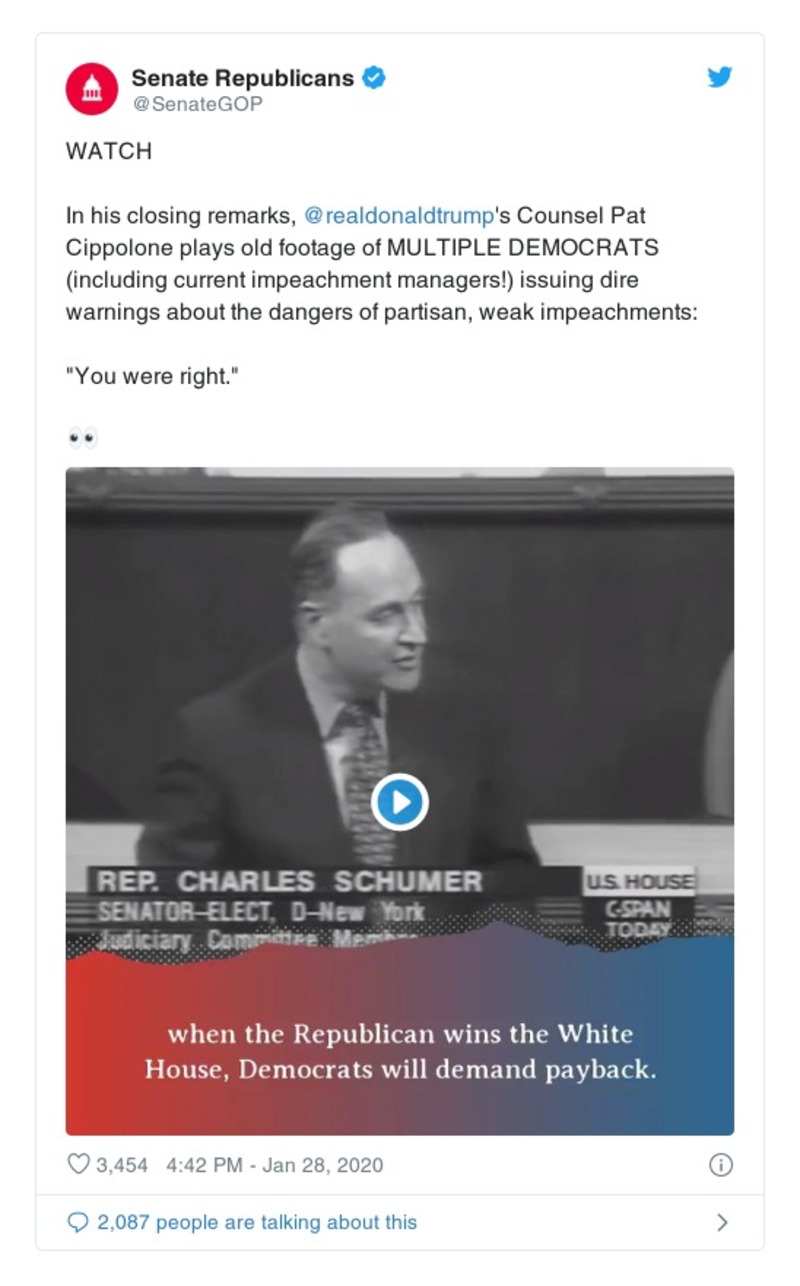 Senate Republicans
@SenateGOP
WATCH
In his closing remarks, @realdonaldtrump's Counsel Pat
Cippolone plays old footage of MULTIPLE DEMOCRATS
(including current impeachment managers!) issuing dire
warnings about the dangers of partisan, weak impeachments:
"You were right."
REP. CHARLES SCHUMER
SENATOR-ELECT, D-New York
Judiciary Committee
U.S. HOUSE
C-SPAN
TODAY
when the Republican wins the White
House, Democrats will demand payback.
3,454 4:42 PM - Jan 28, 2020
2,087 people are talking about this